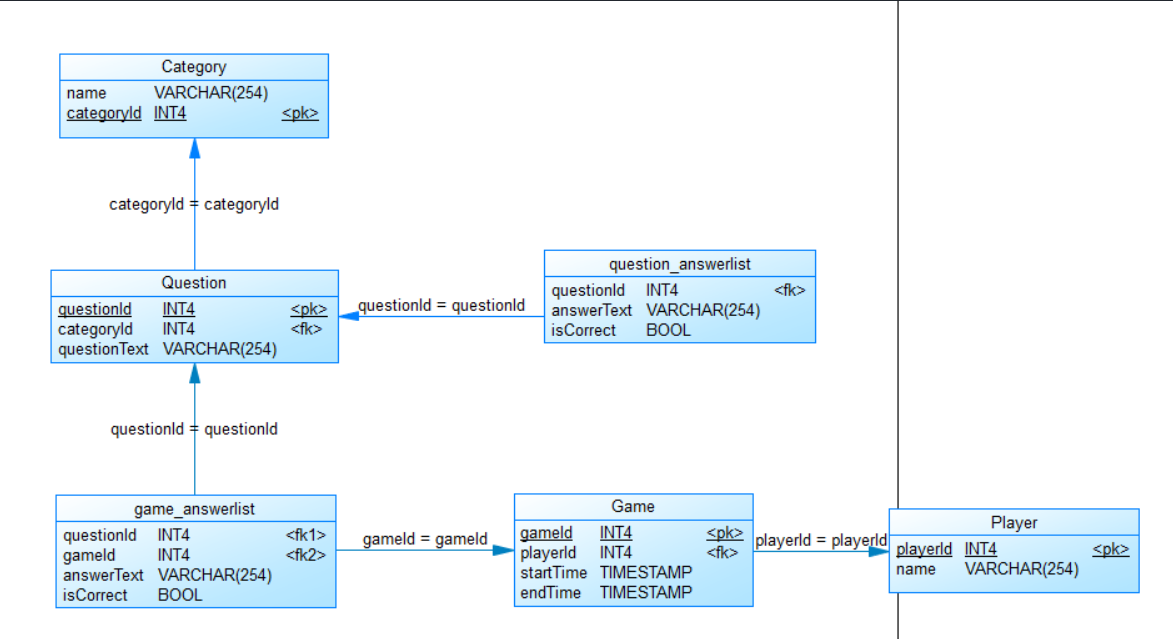 Category
name VARCHAR(254)
categoryId INT4 <pk>
categoryId = categoryId
Question
questionId INT4 <pk>
categoryId INT4 <fk>
questionText VARCHAR(254)
questionId = questionId
question_answerlist
questionId INT4 <fk>
answerText VARCHAR(254)
isCorrect BOOL
questionId = questionId
game_answerlist
questionId INT4 <fk1>
gameId INT4 <fk2>
answerText VARCHAR(254)
isCorrect BOOL
gameId = gameId
Game
gameId INT4 <pk>
playerId INT4 <fk>
startTime TIMESTAMP
endTime TIMESTAMP
playerId = playerId
Player
playerId INT4 <pk>
name VARCHAR(254)